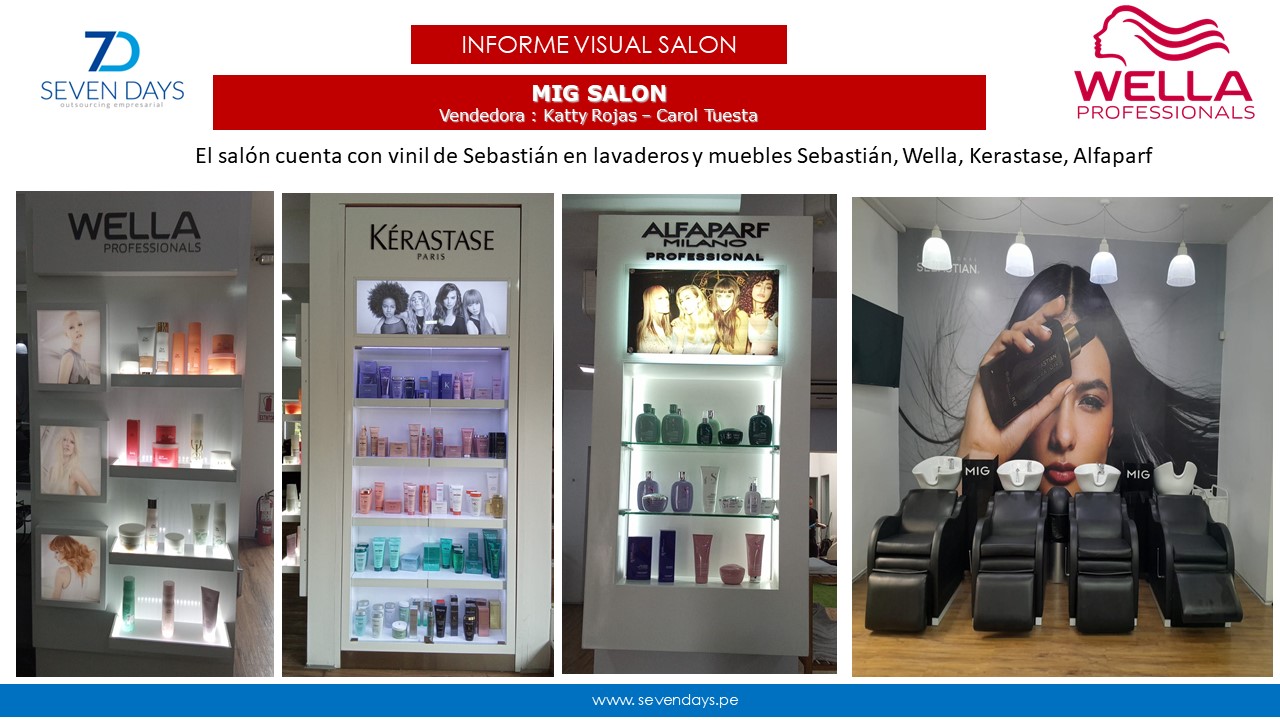 7D
SEVEN DAYS
outsourcing empresarial
INFORME VISUAL SALON
MIG SALON
Vendedora : Katty Rojas – Carol Tuesta
WELLA
PROFESSIONALS
El salón cuenta con vinil de Sebastián en lavaderos y muebles Sebastián, Wella, Kerastase, Alfaparf
WELLA
PROFESSIONALS
KÉRASTASE
PARIS
ALFAPARF
MILANO
PROFESSIONAL
SEBASTIAN
MIG
MIG
www.sevendays.pe